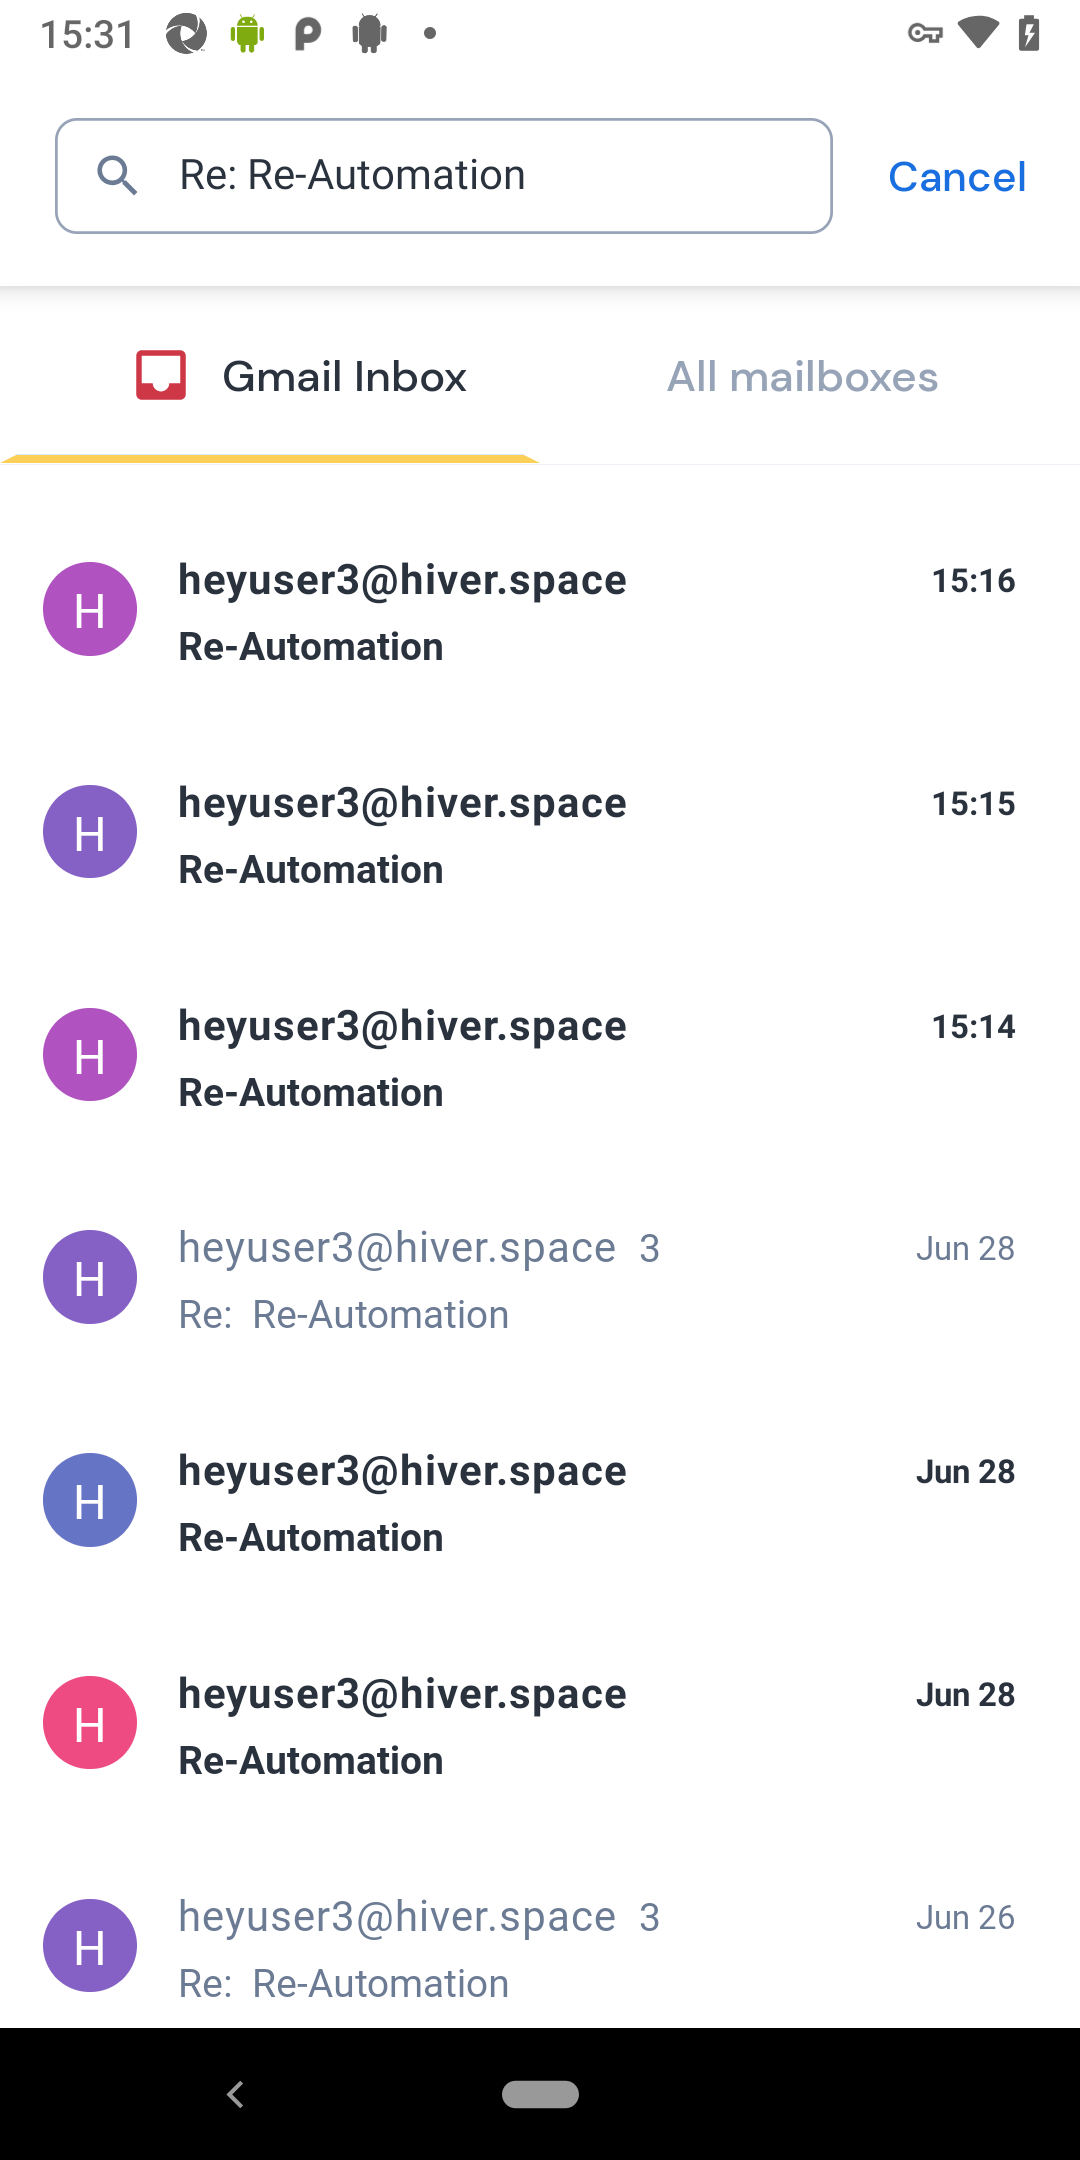 15:31
Re: Re-Automation
Cancel
Gmail Inbox
All mailboxes
H
heyuser3@hiver.space
15:16
Re-Automation
H
heyuser3@hiver.space
15:15
Re-Automation
H
heyuser3@hiver.space
15:14
Re-Automation
H
heyuser3@hiver.space 3
Jun 28
Re: Re-Automation
H
heyuser3@hiver.space
Jun 28
Re-Automation
H
heyuser3@hiver.space
Jun 28
Re-Automation
H
heyuser3@hiver.space 3
Jun 26
Re: Re-Automation